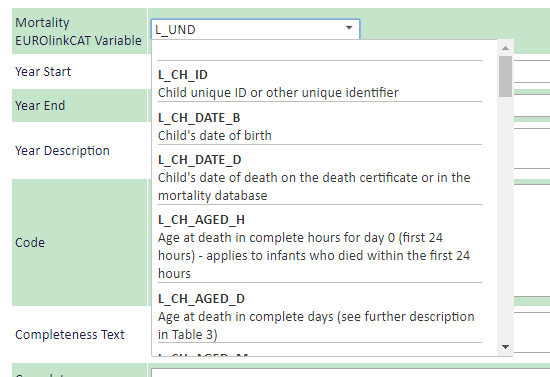 Mortality
EUROlinkCAT Variable
L_UND
L_CH_ID
Child unique ID or other unique identifier
Year Start
L_CH_DATE_B
Child's date of birth
Year End
L_CH_DATE_D
Child's date of death on the death certificate or in the
mortality database
Year Description
L_CH_AGED_H
Age at death in complete hours for day 0 (first 24
hours) - applies to infants who died within the first 24
hours
Code
L_CH_AGED_D
Age at death in complete days (see further description
in Table 3)
Completeness Text